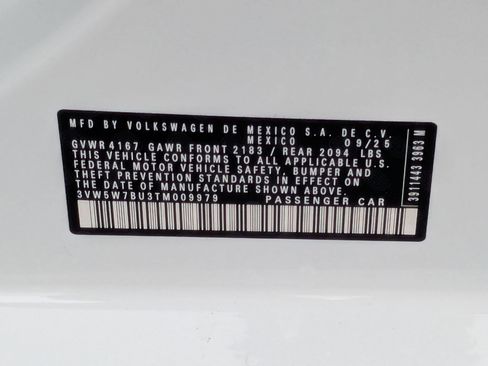 MFD BY VOLKSWAGEN DE MEXICO S.A. DE C.V.
MEXICO 09/25
GVWR 4167 GAWR FRONT 2183 / REAR 2094 LBS
THIS VEHICLE CONFORMS TO ALL APPLICABLE U.S.
FEDERAL MOTOR VEHICLE SAFETY, BUMPER AND
THEFT PREVENTION STANDARDS IN EFFECT ON
THE DATE OF MANUFACTURE SHOWN ABOVE.
3VW5W7BU3TM009979 PASSENGER CAR
3911443 3963 M